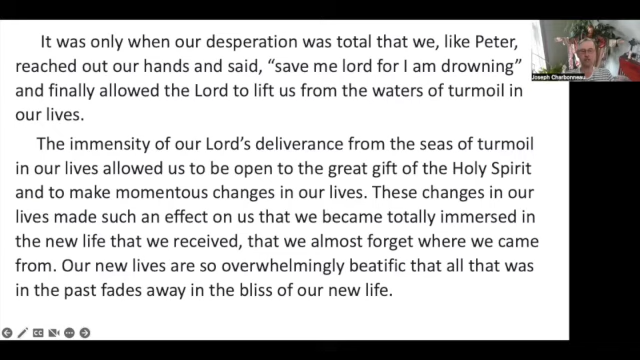 It was only when our desperation was total that we, like Peter,
reached out our hands and said, “save me lord for I am drowning”
and finally allowed the Lord to lift us from the waters of turmoil in
our lives.
The immensity of our Lord’s deliverance from the seas of turmoil
in our lives allowed us to be open to the great gift of the Holy Spirit
and to make momentous changes in our lives. These changes in our
lives made such an effect on us that we became totally immersed in
the new life that we received, that we almost forget where we came
from. Our new lives are so overwhelmingly beatific that all that was
in the past fades away in the bliss of our new life.
Joseph Charbonneau